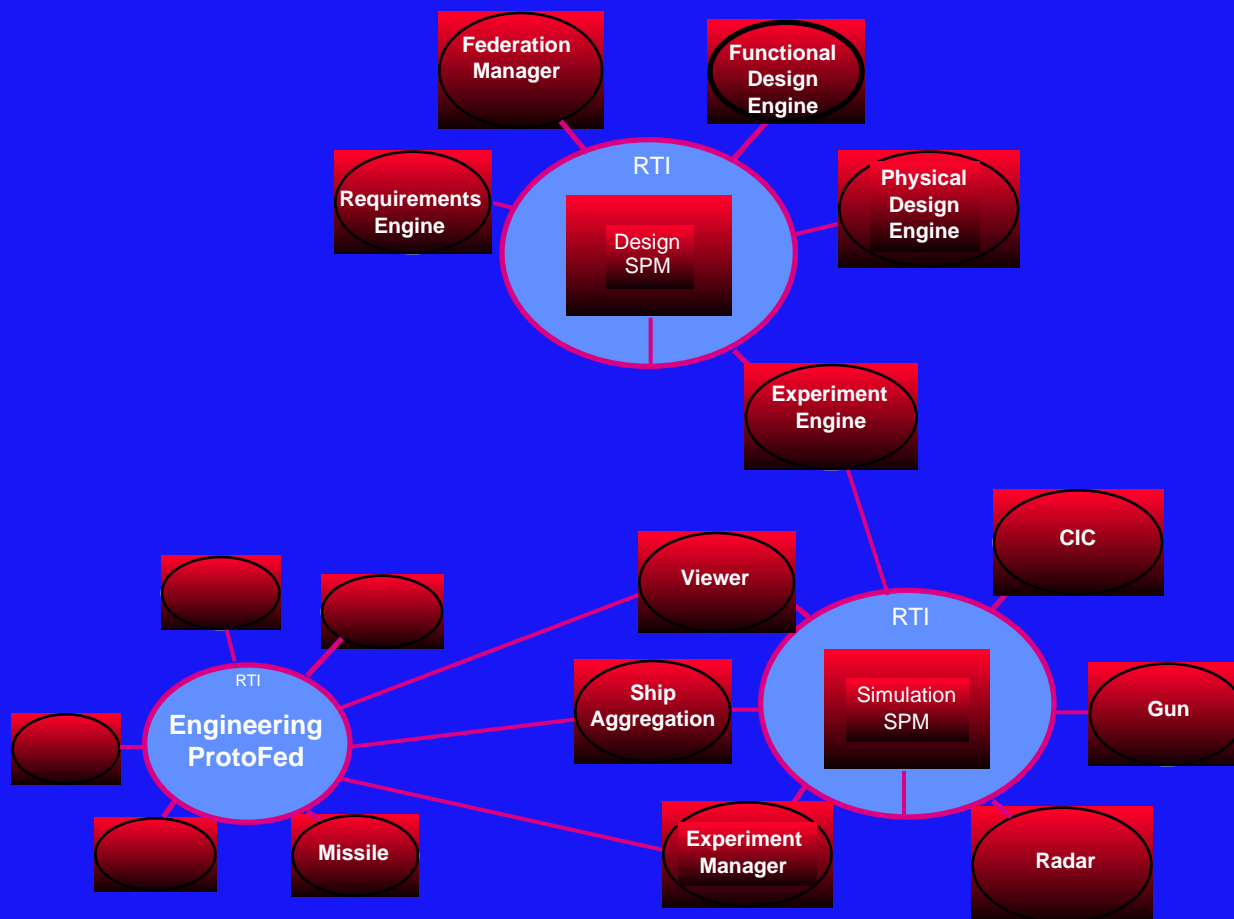 Federation
Manager
Functional
Design
Engine
RTI
Requirements
Engine
Physical
Design
Engine
Design
SPM
Experiment
Engine
CIC
Viewer
RTI
RTI
Ship
Aggregation
Simulation
SPM
Gun
Engineering
ProtoFed
Missile
Experiment
Manager
Radar